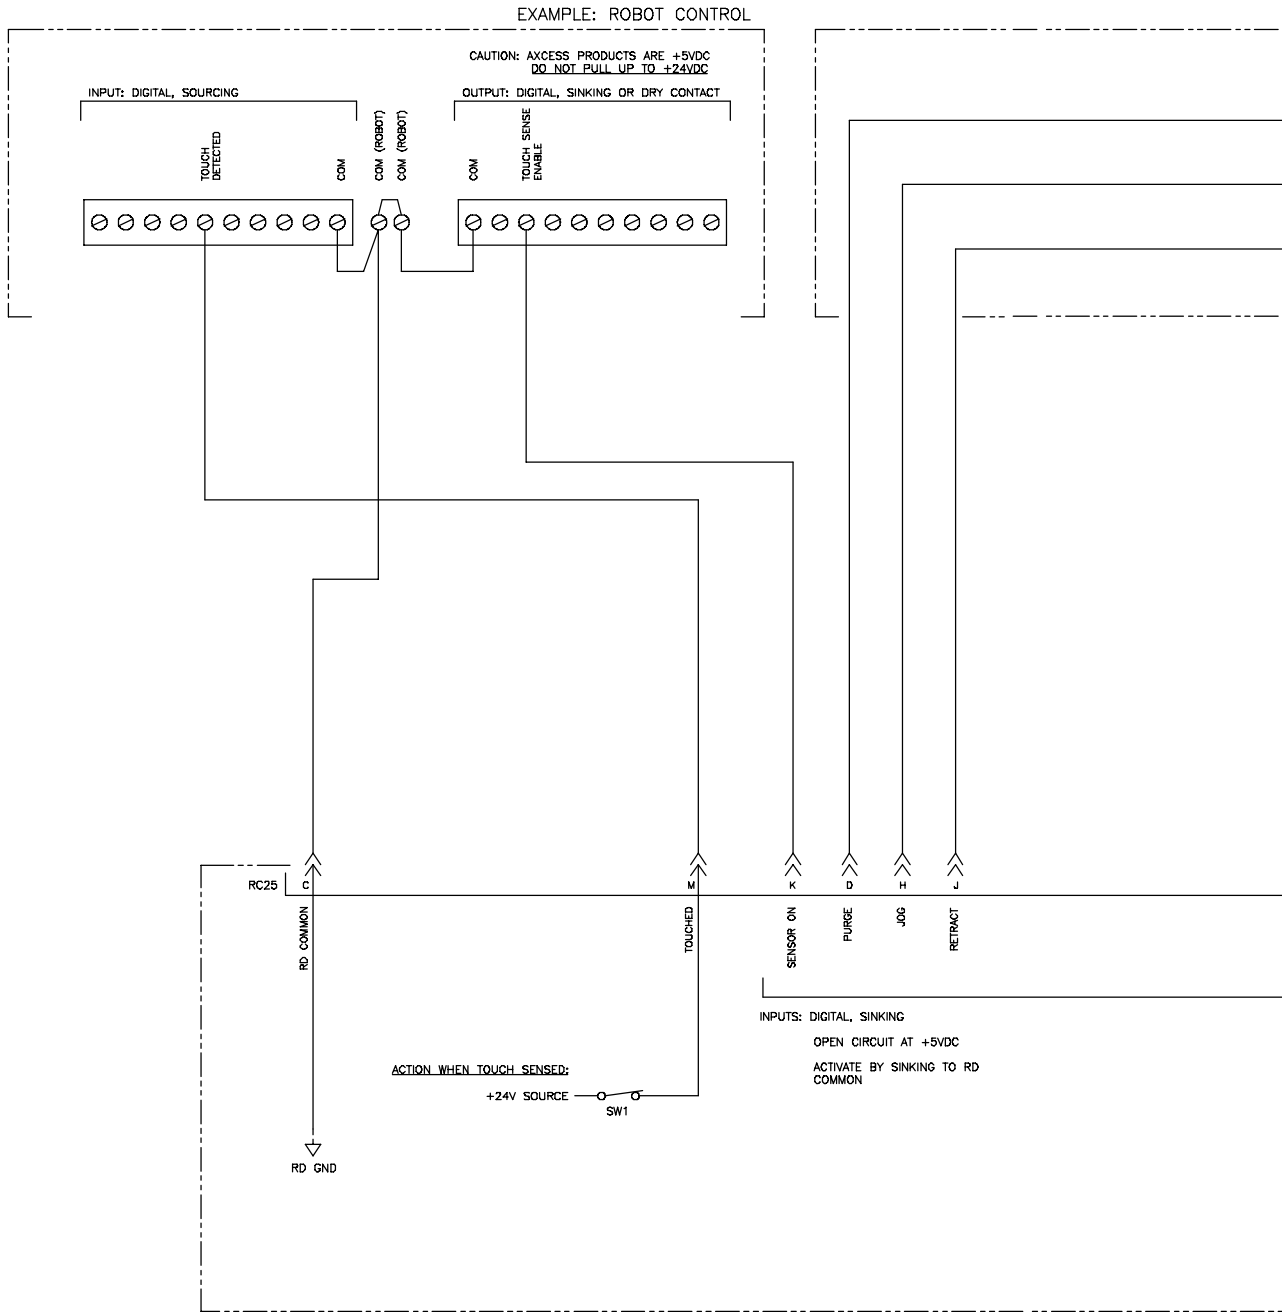 EXAMPLE: ROBOT CONTROL
CAUTION: AXCESS PRODUCTS ARE +5VDC
DO NOT PULL UP TO +24VDC
INPUT: DIGITAL, SOURCING
OUTPUT: DIGITAL, SINKING OR DRY CONTACT
TOUCH
DETECTED
COM
COM (ROBOT)
COM (ROBOT)
COM
TOUCH SENSE
ENABLE
RC25
C
M
K
D
H
J
RD COMMON
TOUCHED
SENSOR ON
PURGE
JOG
RETRACT
INPUTS: DIGITAL, SINKING
OPEN CIRCUIT AT +5VDC
ACTIVATE BY SINKING TO RD
COMMON
ACTION WHEN TOUCH SENSED:
+24V SOURCE
SW1
RD GND